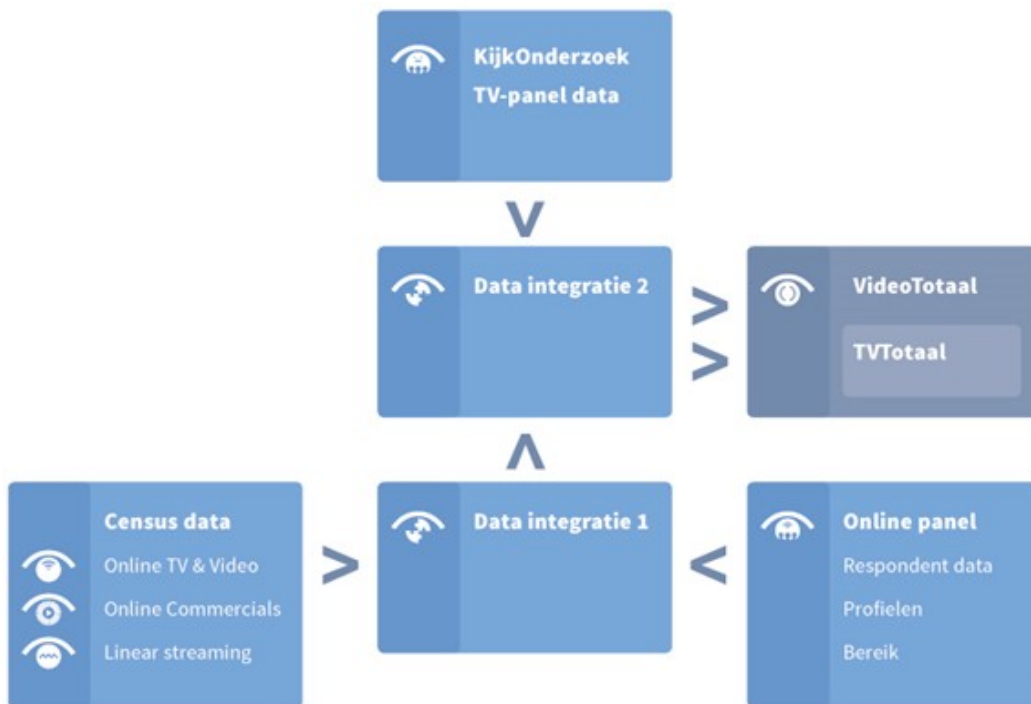 KijkOnderzoek
TV-panel data
Data integratie 2
VideoTotaal
TVTotaal
Census data
Online TV & Video
Online Commercials
Linear streaming
Data integratie 1
Online panel
Respondent data
Profielen
Bereik